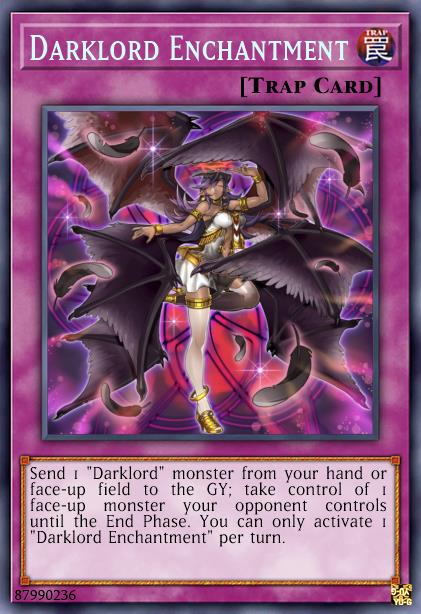 Darklord Enchantment
TRAP
罠
[Trap Card]
Send 1 "Darklord" monster from your hand or
face-up field to the GY; take control of 1
face-up monster your opponent controls
until the End Phase. You can only activate 1
"Darklord Enchantment" per turn.
87990236